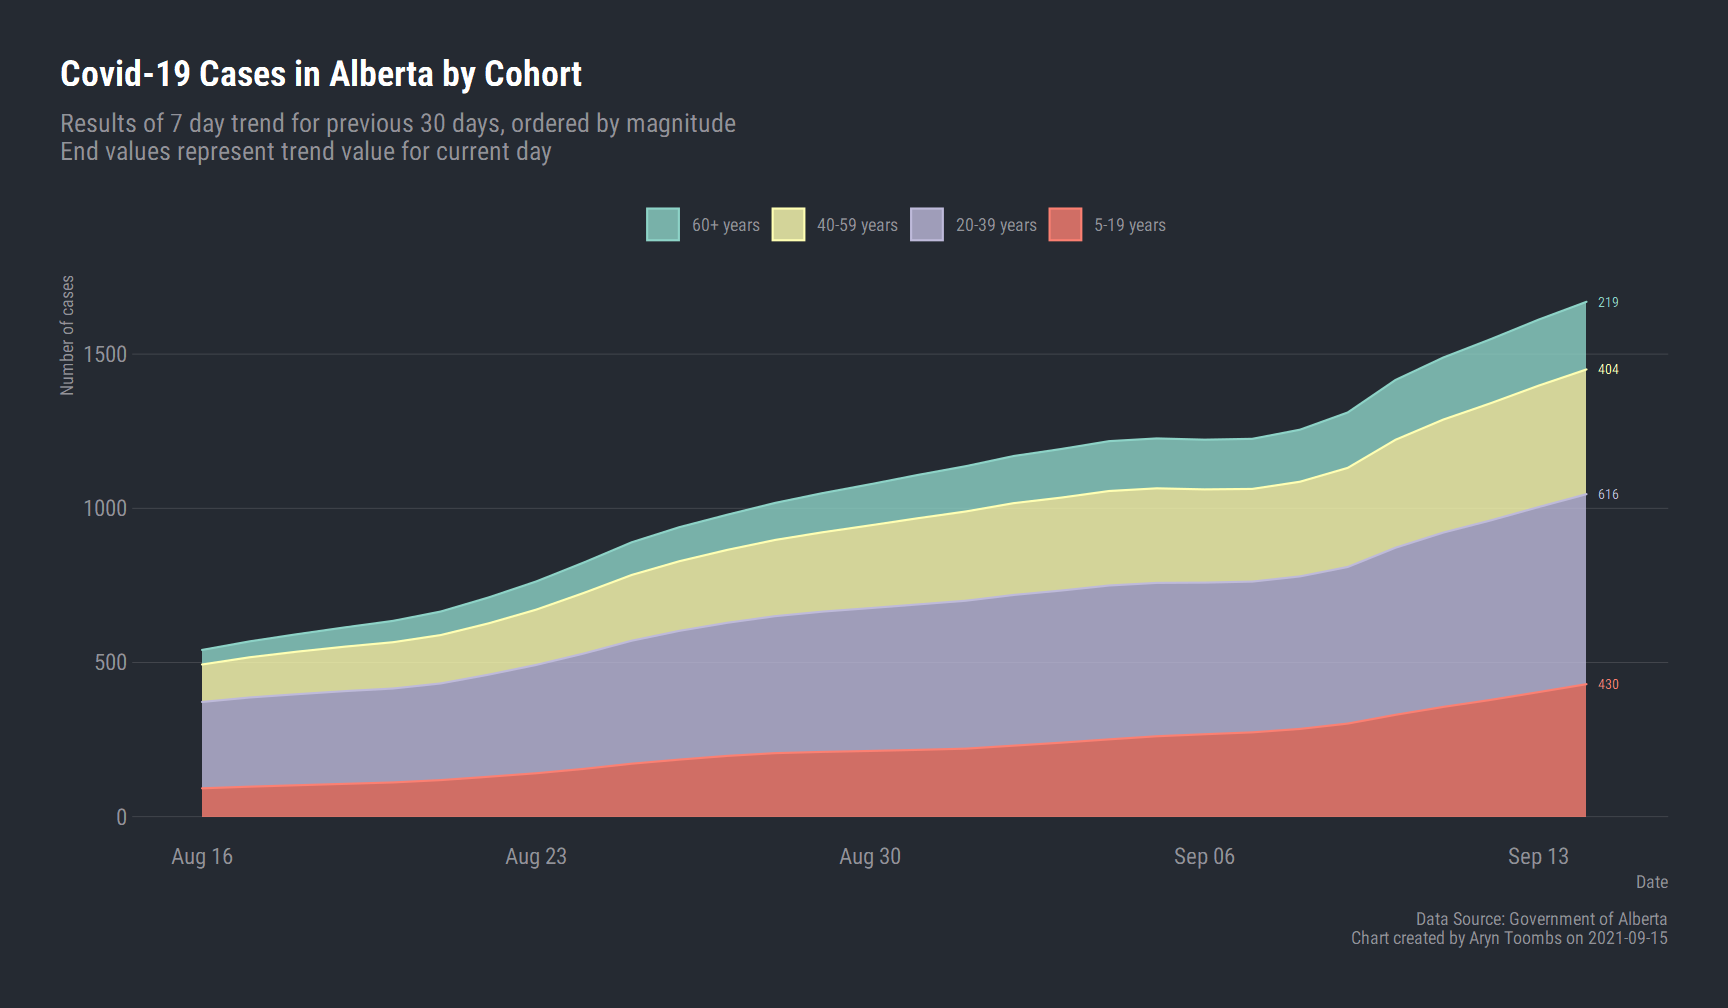 Covid-19 Cases in Alberta by Cohort
Results of 7 day trend for previous 30 days, ordered by magnitude
End values represent trend value for current day
60+ years 40-59 years 20-39 years 5-19 years
Number of cases
219
1500
404
1000
616
500
430
0
Aug 16 Aug 23 Aug 30 Sep 06 Sep 13
Date
Data Source: Government of Alberta
Chart created by Aryn Toombs on 2021-09-15